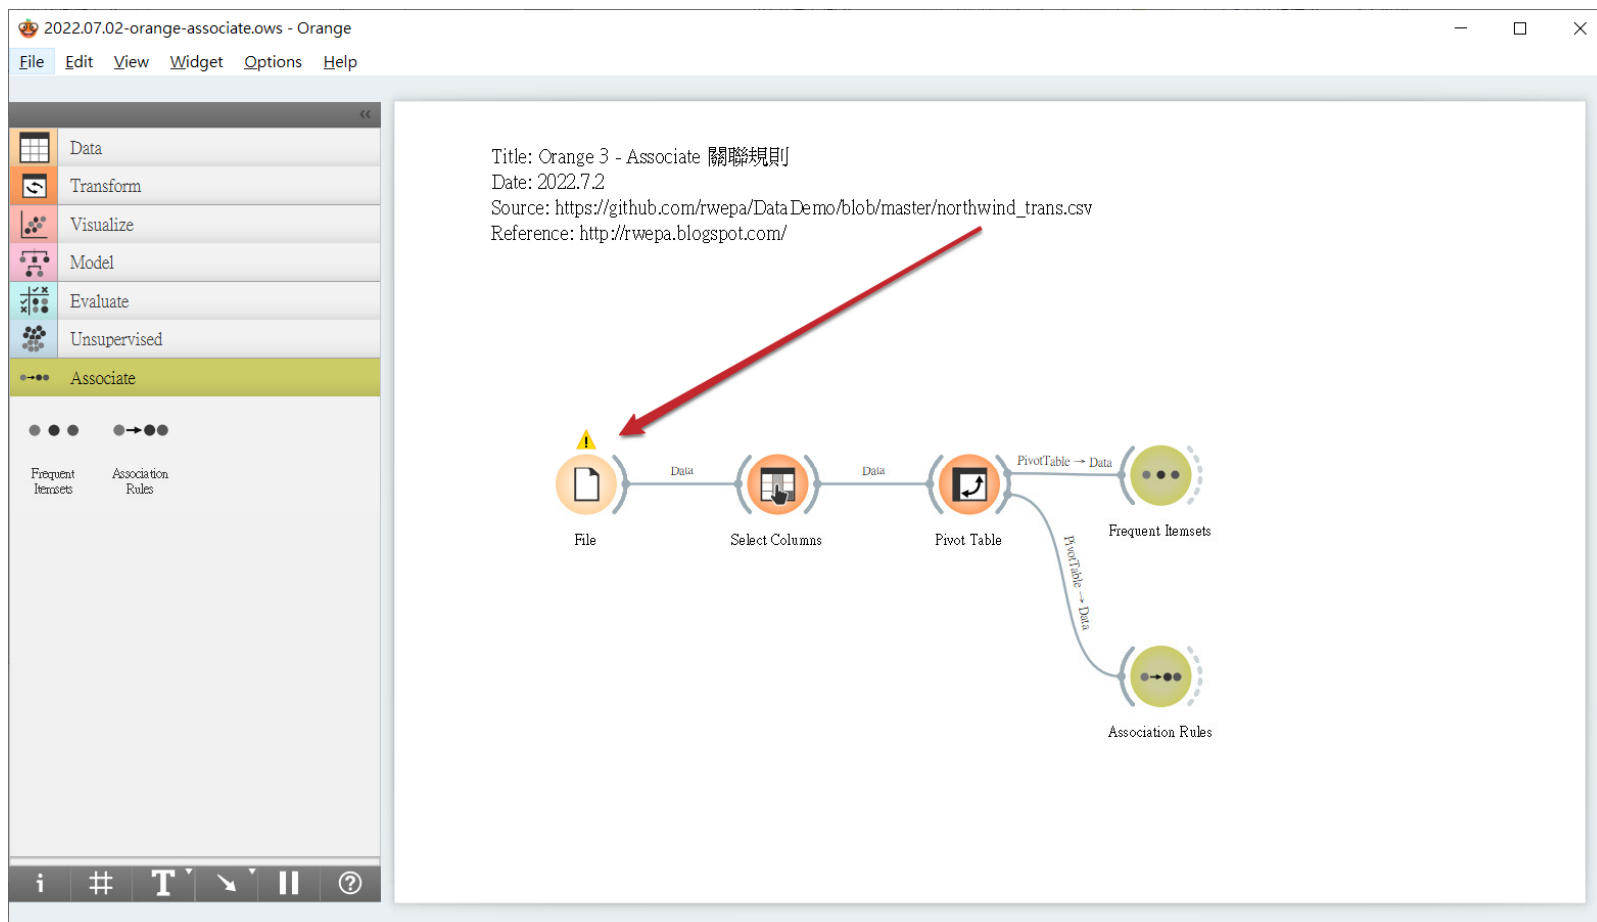 2022.07.02-orange-associate.ows - Orange
File Edit View Widget Options Help
Data
Transform
Visualize
Model
Evaluate
Unsupervised
Associate
Frequent Itemsets
Association Rules
Title: Orange 3 - Associate 關聯規則
Date: 2022.7.2
Source: https://github.com/rwepa/DataDemo/blob/master/northwind_trans.csv
Reference: http://rwepa.blogspot.com/
Data
Data
PivotTable → Data
File
Select Columns
Pivot Table
Frequent Itemsets
PivotTable → Data
Association Rules